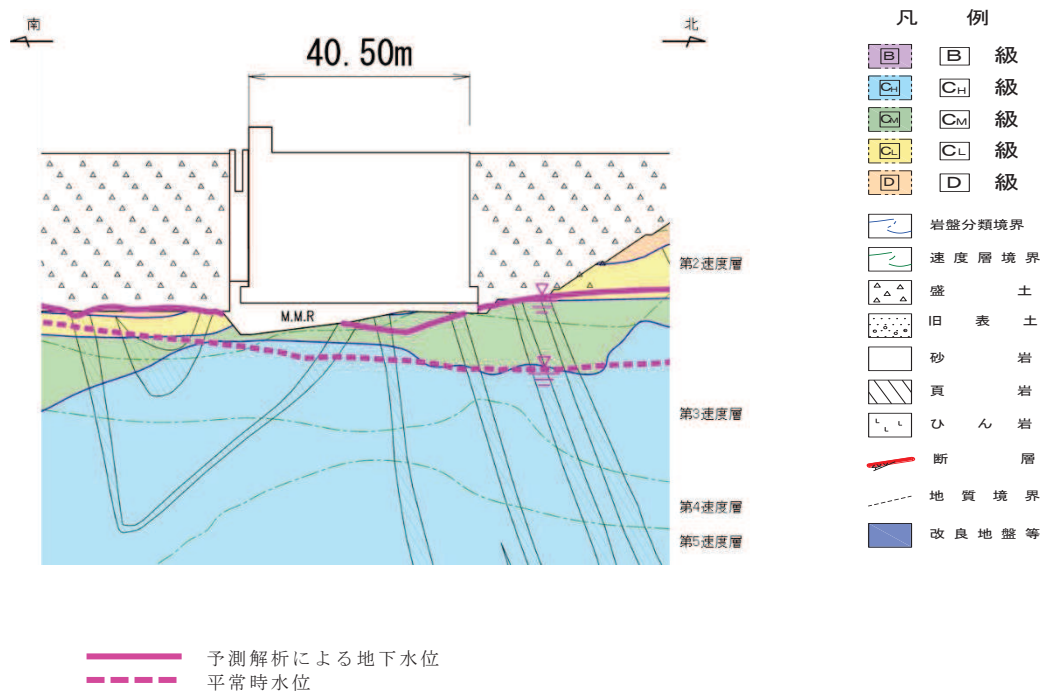 南
北
40.50m
M.M.R
第2速度層
第3速度層
第4速度層
第5速度層
凡 例
B B 級
CH CH 級
CM CM 級
CL CL 級
D D 級
岩盤分類境界
速度層境界
盛土
旧表土
砂岩
頁岩
ひん岩
断層
地質境界
改良地盤等
予測解析による地下水位
平常時水位